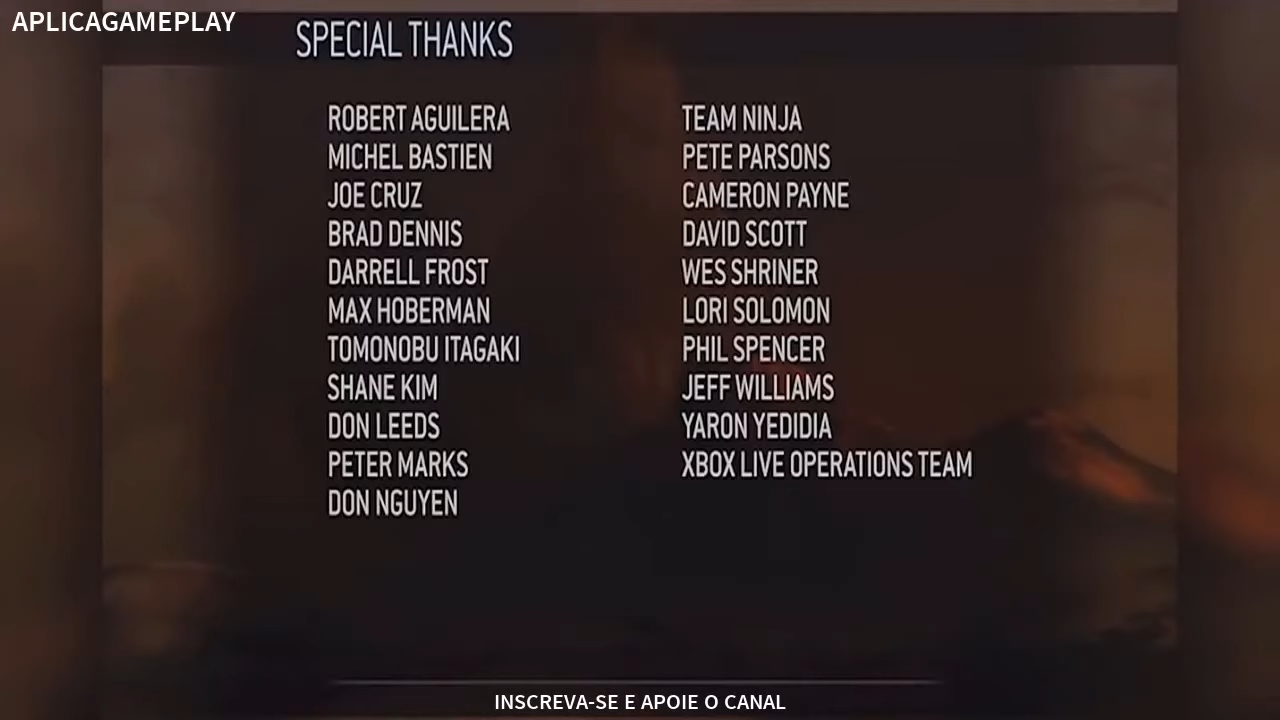 APLICAGAMEPLAY
SPECIAL THANKS
ROBERT AGUILERA
MICHEL BASTIEN
JOE CRUZ
BRAD DENNIS
DARRELL FROST
MAX HOBERMAN
TOMONOBU ITAGAKI
SHANE KIM
DON LEEDS
PETER MARKS
DON NGUYEN
TEAM NINJA
PETE PARSONS
CAMERON PAYNE
DAVID SCOTT
WES SHRINER
LORI SOLOMON
PHIL SPENCER
JEFF WILLIAMS
YARON YEDIDIA
XBOX LIVE OPERATIONS TEAM
INSCREVA-SE E APOIE O CANAL